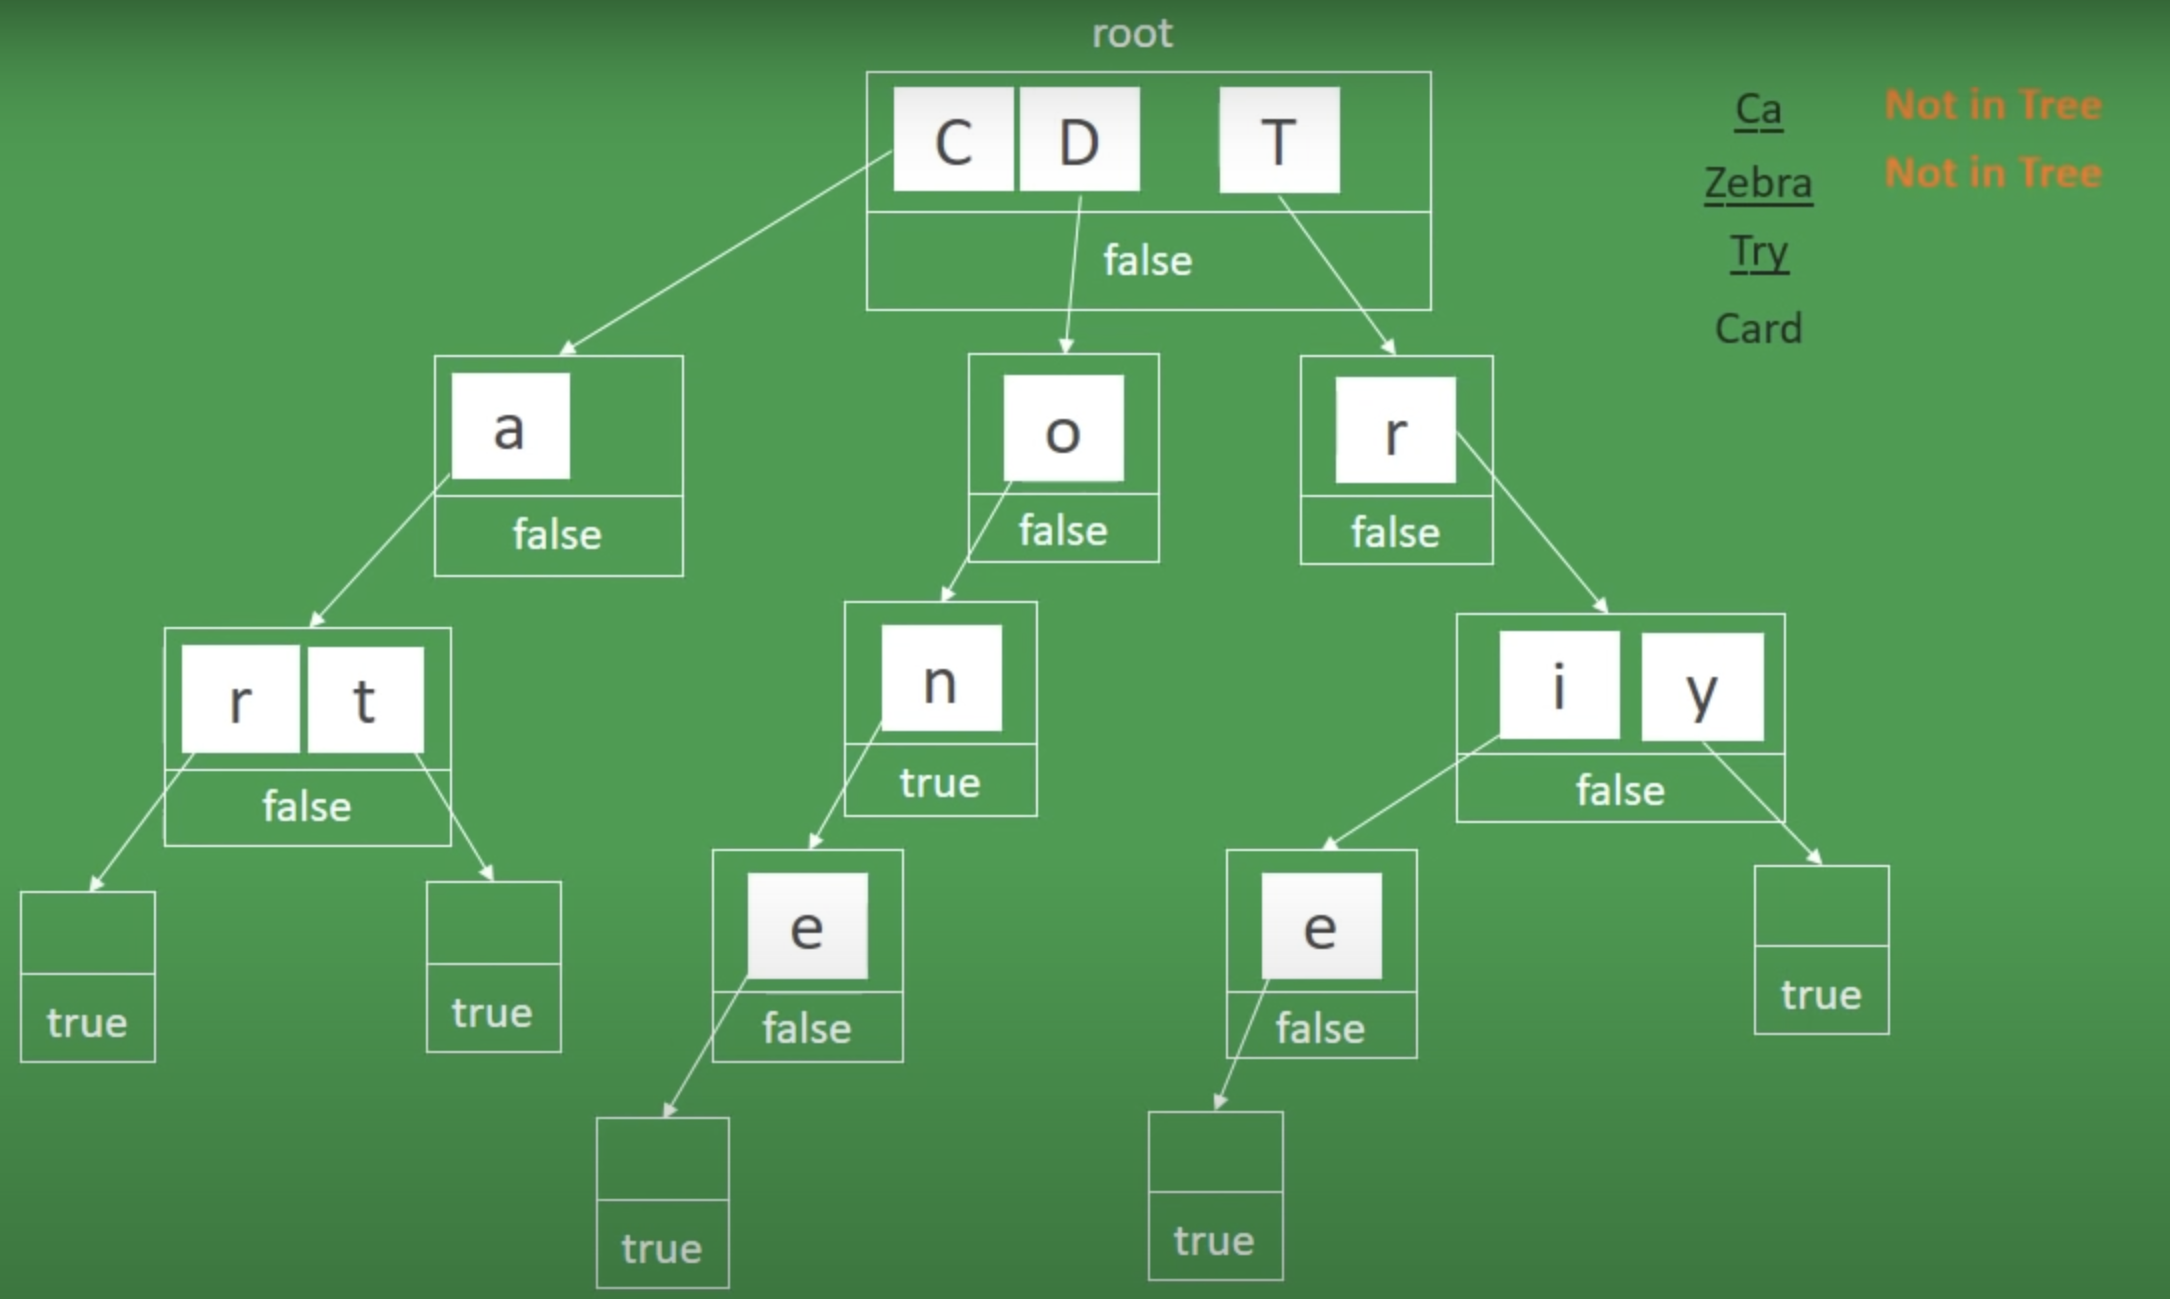 root
C D T
false
Ca Not in Tree
Zebra Not in Tree
Try
Card
a
false
o
false
r
false
r t
false
n
true
i y
false
true
true
e
false
e
false
true
true
true